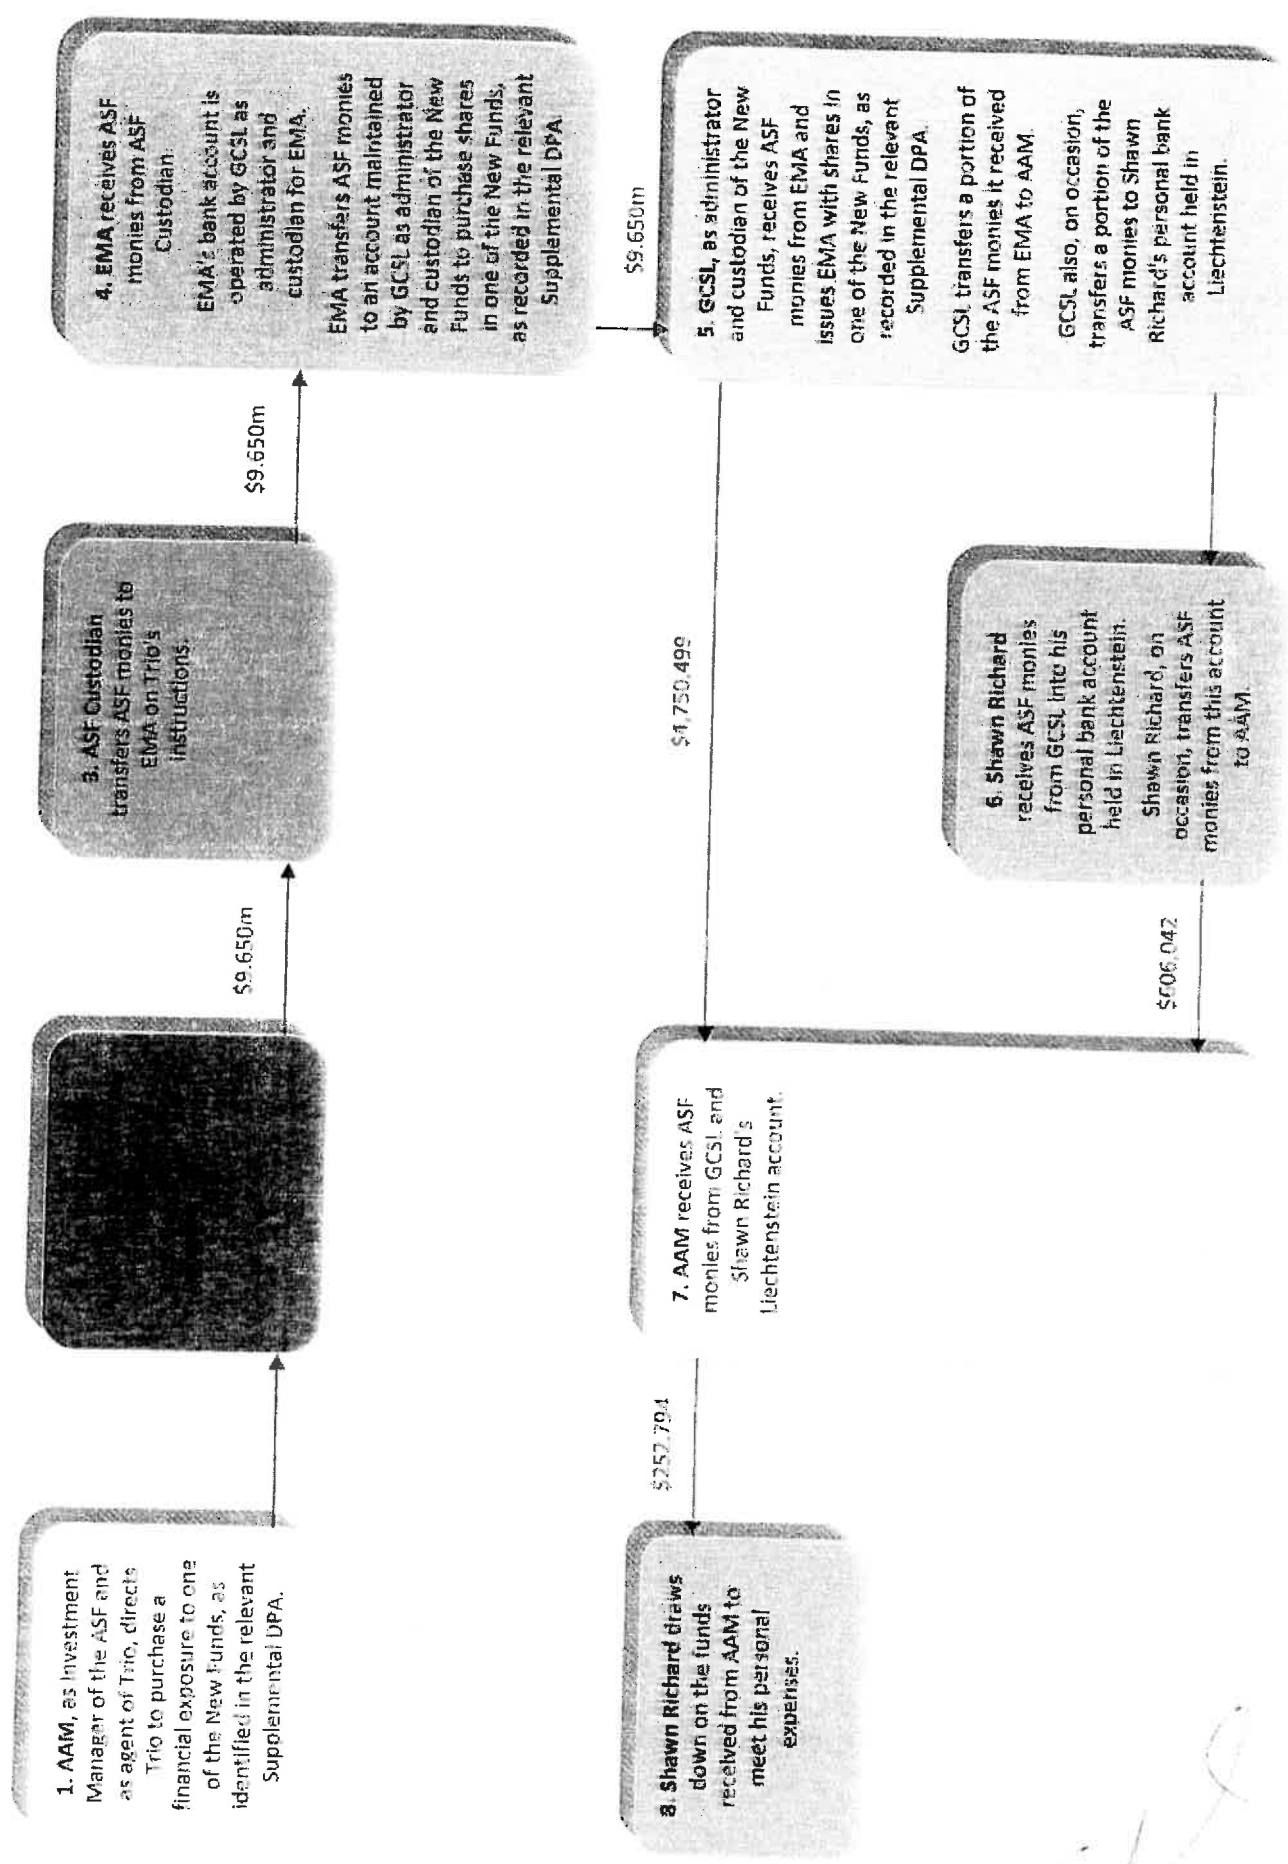 1. AAM, as Investment
Manager of the ASF and
as agent of Trio, directs
Trio to purchase a
financial exposure to one
of the New Funds, as
identified in the relevant
Supplemental DPA.
$9.650m
3. ASF Custodian
transfers ASF monies to
EMA on Trio's
instructions.
$9.650m
4. EMA receives ASF
monies from ASF
Custodian.
EMA's bank account is
operated by GCSL as
administrator and
custodian for EMA.
EMA transfers ASF monies
to an account maintained
by GCSL as administrator
and custodian of the New
Funds to purchase shares
in one of the New Funds,
as recorded in the relevant
Supplemental DPA.
$9.650m
5. GCSL, as administrator
and custodian of the New
Funds, receives ASF
monies from EMA and
issues EMA with shares in
one of the New Funds, as
recorded in the relevant
Supplemental DPA.
GCSL transfers a portion of
the ASF monies it received
from EMA to AAM.
GCSL also, on occasion,
transfers a portion of the
ASF monies to Shawn
Richard's personal bank
account held in
Liechtenstein.
$4,750,499
6. Shawn Richard
receives ASF monies
from GCSL into his
personal bank account
held in Liechtenstein.
Shawn Richard, on
occasion, transfers ASF
monies from this account
to AAM.
$606,042
7. AAM receives ASF
monies from GCSL and
Shawn Richard's
Liechtenstein account.
$252,794
8. Shawn Richard draws
down on the funds
received from AAM to
meet his personal
expenses.